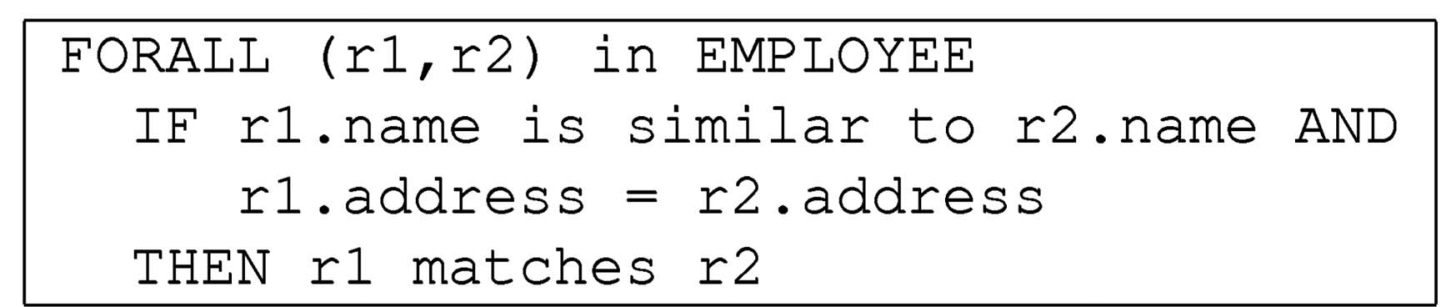 FORALL (r1,r2) in EMPLOYEE
IF r1.name is similar to r2.name AND
r1.address = r2.address
THEN r1 matches r2